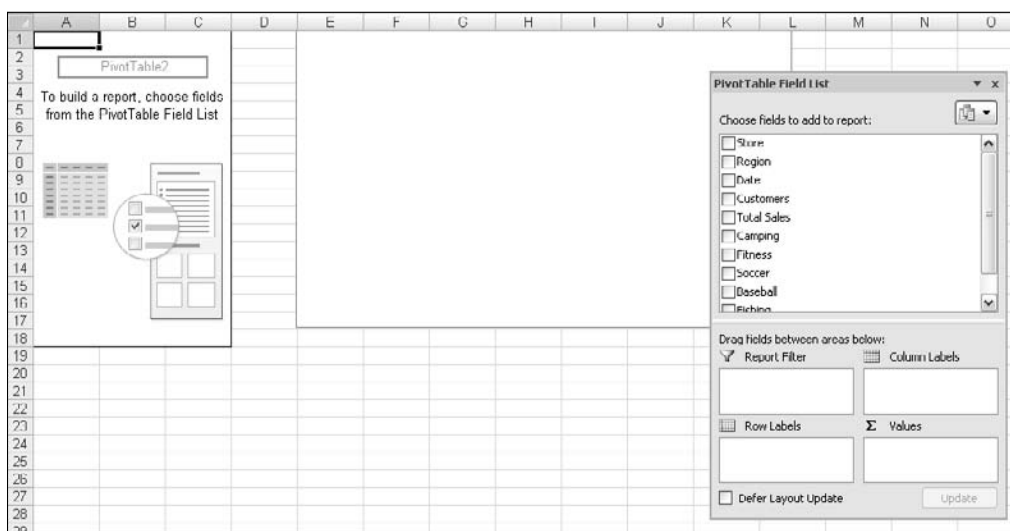 A B C D E F G H I J K L M N O
1
2
3
4
5
6
7
8
9
10
11
12
13
14
15
16
17
18
19
20
21
22
23
24
25
26
27
28
29
PivotTable2
To build a report, choose fields
from the PivotTable Field List
PivotTable Field List
Choose fields to add to report:
Store
Region
Date
Customers
Total Sales
Camping
Fitness
Soccer
Baseball
Fishing
Drag fields between areas below:
Report Filter Column Labels
Row Labels Σ Values
Defer Layout Update Update